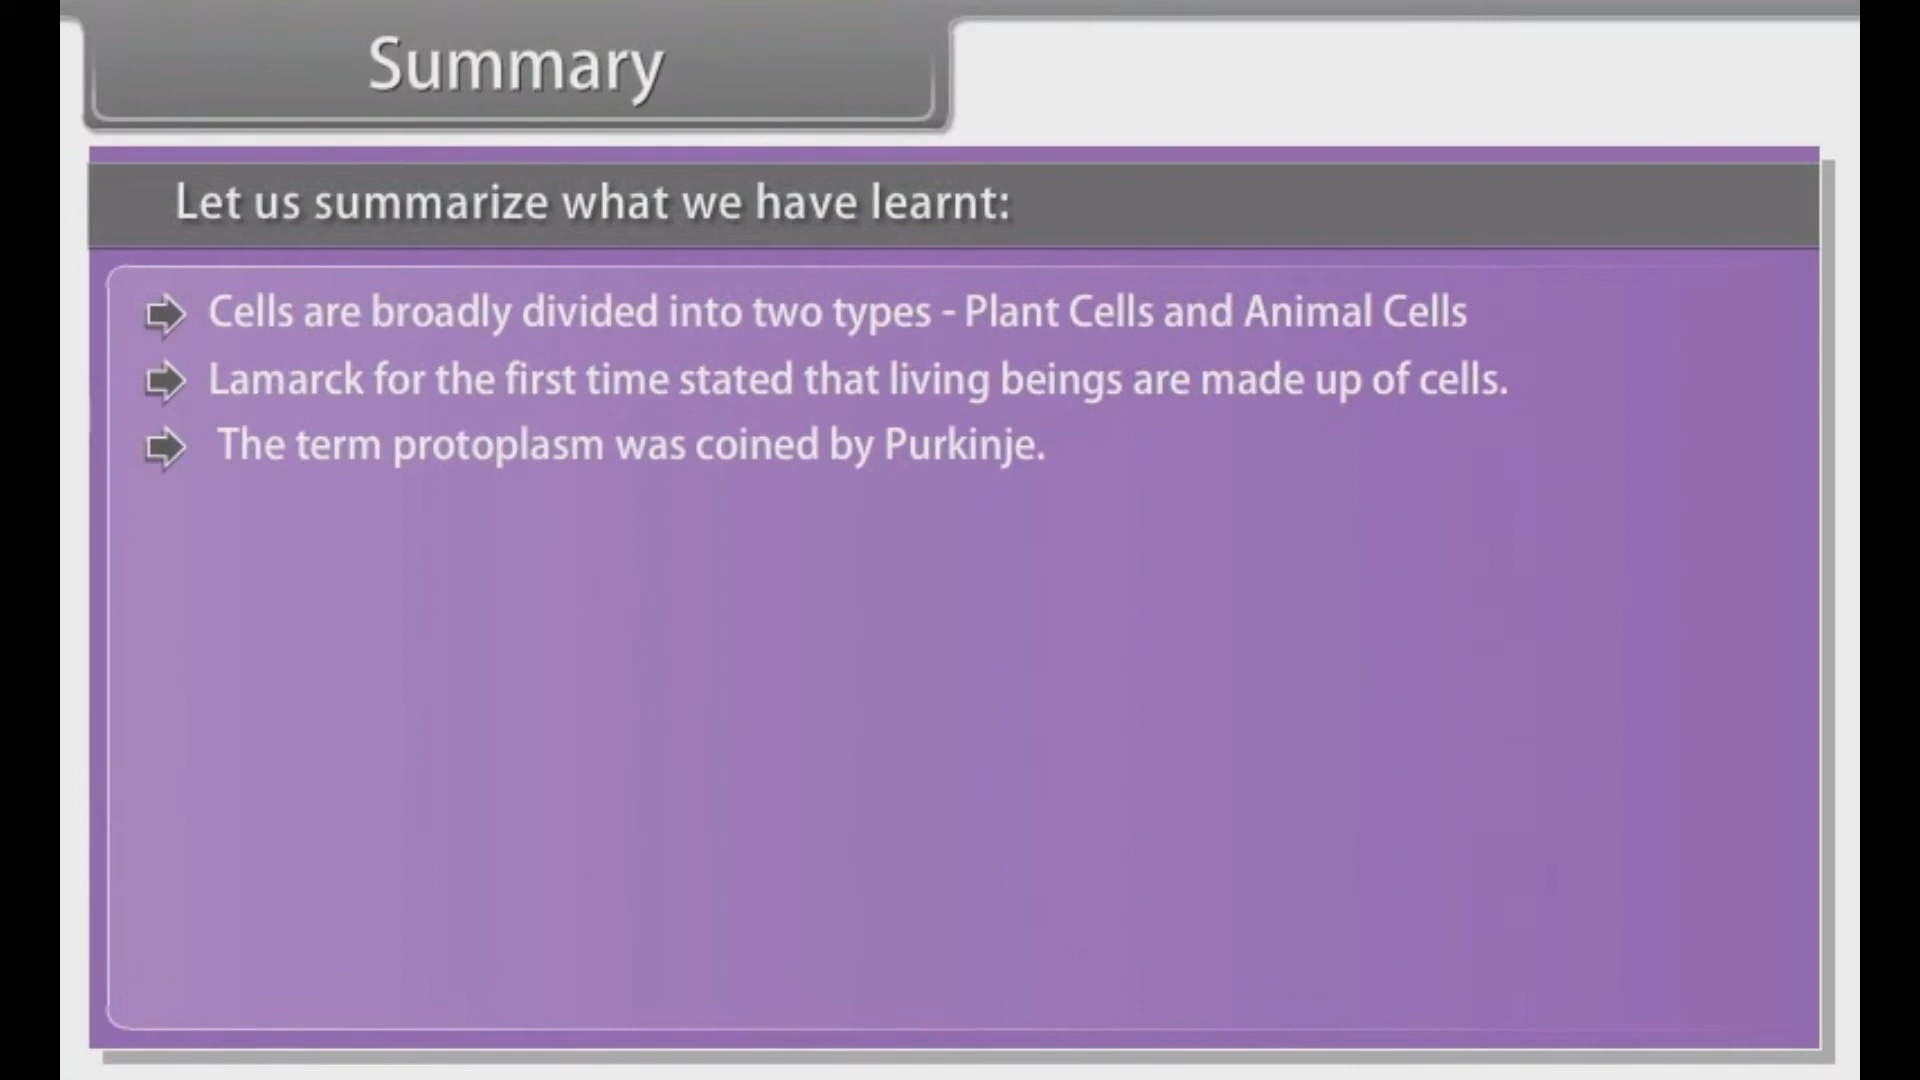 Summary
Let us summarize what we have learnt:
Cells are broadly divided into two types - Plant Cells and Animal Cells
Lamarck for the first time stated that living beings are made up of cells.
The term protoplasm was coined by Purkinje.